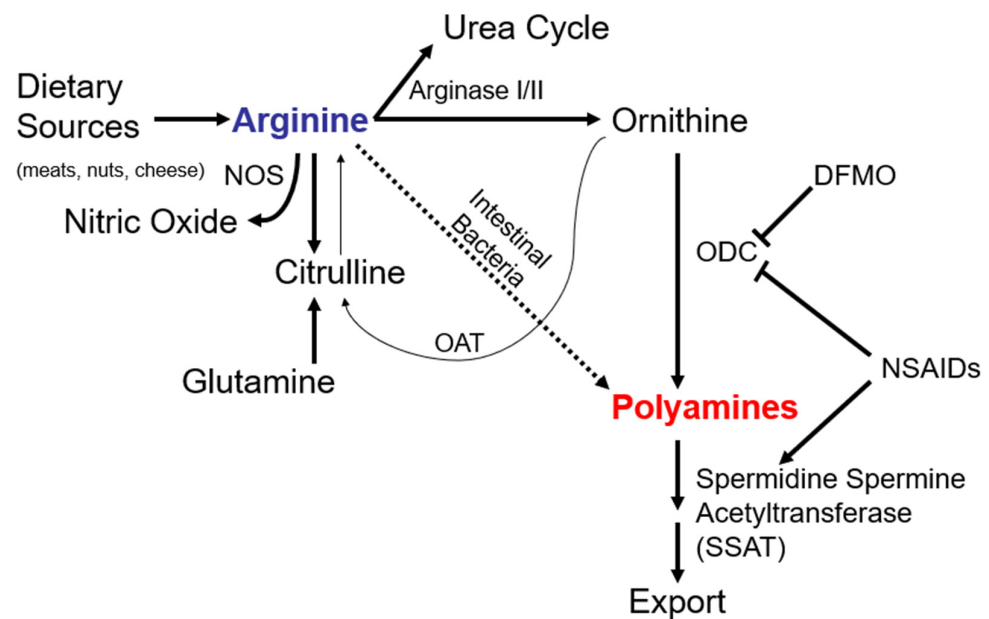 Urea Cycle
Dietary
Sources
(meats, nuts, cheese)
Arginase I/II
Arginine
Ornithine
NOS
Nitric Oxide
DFMO
Intestinal
Bacteria
ODC
Citrulline
OAT
Glutamine
NSAIDs
Polyamines
Spermidine Spermine
Acetyltransferase
(SSAT)
Export